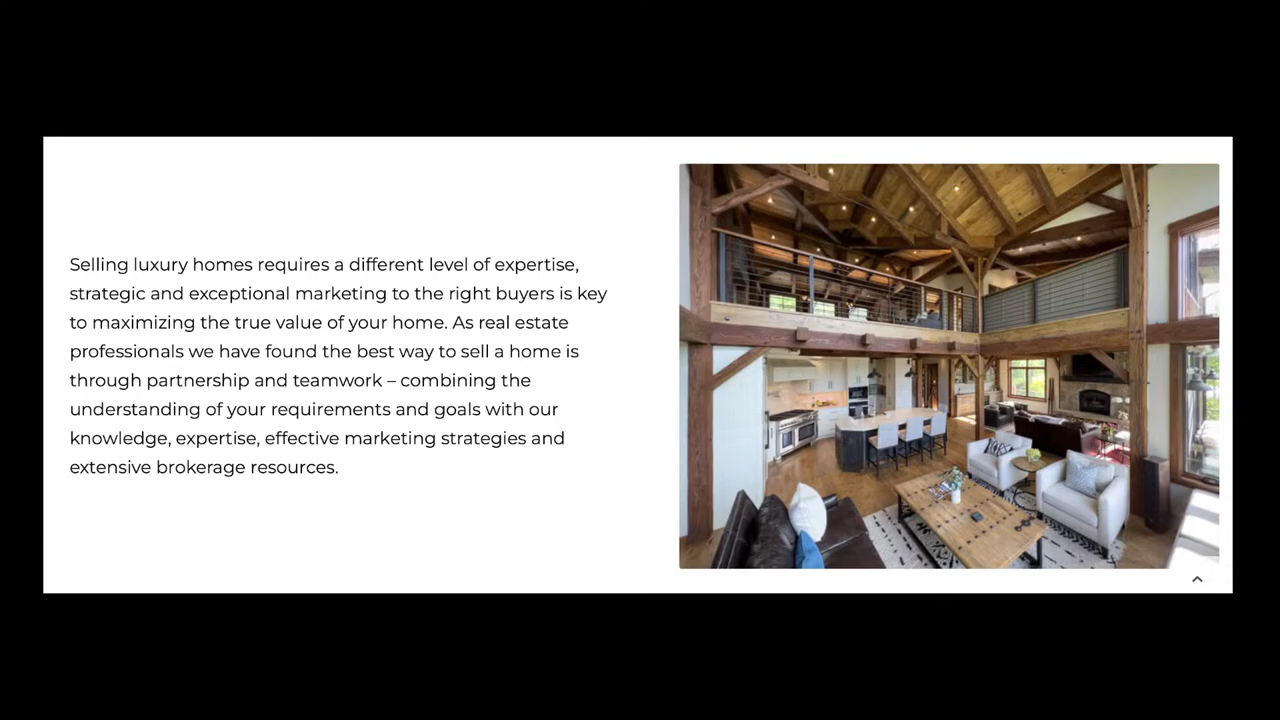 Selling luxury homes requires a different level of expertise,
strategic and exceptional marketing to the right buyers is key
to maximizing the true value of your home. As real estate
professionals we have found the best way to sell a home is
through partnership and teamwork – combining the
understanding of your requirements and goals with our
knowledge, expertise, effective marketing strategies and
extensive brokerage resources.